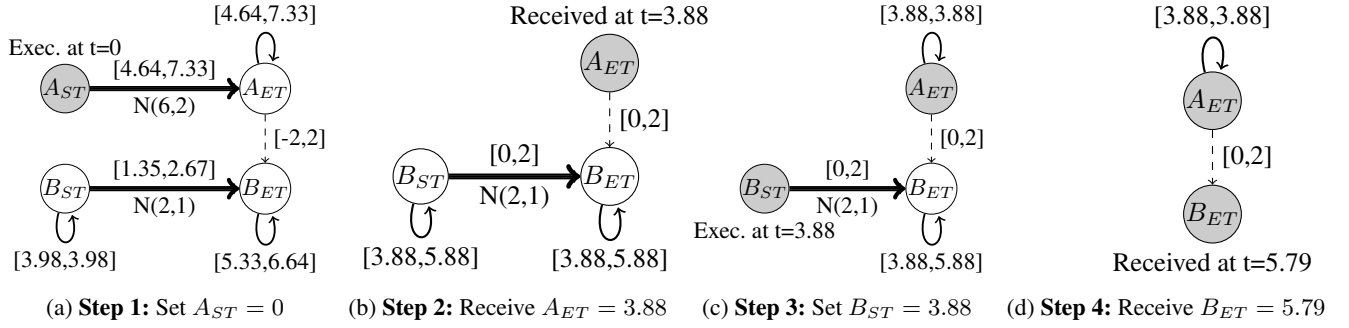 [4.64,7.33]
Exec. at t=0
A_ST
[4.64,7.33]
N(6,2)
A_ET
[-2,2]
B_ST
[1.35,2.67]
N(2,1)
B_ET
[3.98,3.98]
[5.33,6.64]
(a) Step 1: Set A_ST = 0
Received at t=3.88
A_ET
[0,2]
B_ST
[0,2]
N(2,1)
B_ET
[3.88,5.88]
[3.88,5.88]
(b) Step 2: Receive A_ET = 3.88
[3.88,3.88]
A_ET
[0,2]
B_ST
[0,2]
N(2,1)
B_ET
Exec. at t=3.88
[3.88,5.88]
(c) Step 3: Set B_ST = 3.88
[3.88,3.88]
A_ET
[0,2]
B_ET
Received at t=5.79
(d) Step 4: Receive B_ET = 5.79